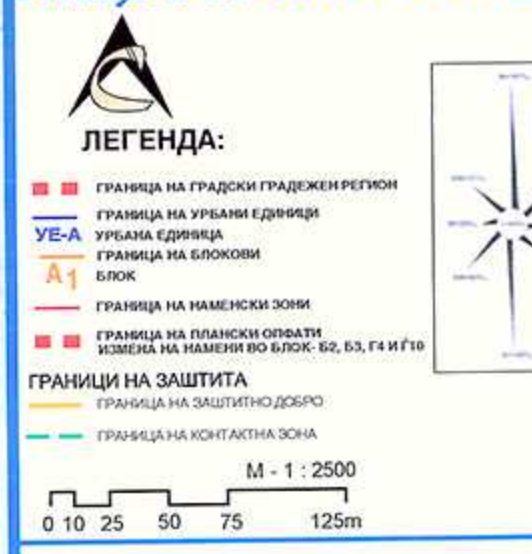 ЛЕГЕНДА:
ГРАНИЦА НА ГРАДСКИ ГРАДЕЖЕН РЕГИОН
ГРАНИЦА НА УРБАНИ ЕДИНИЦИ
УЕ-А УРБАНА ЕДИНИЦА
ГРАНИЦА НА БЛОКОВИ
А1 БЛОК
ГРАНИЦА НА НАМЕНСКИ ЗОНИ
ГРАНИЦА НА ПЛАНСКИ ОПФАТИ
ИЗМЕНА НА НАМЕНИ ВО БЛОК- Б2, Б3, Г4 И Ѓ10
ГРАНИЦИ НА ЗАШТИТА
ГРАНИЦА НА ЗАШТИТНО ДОБРО
ГРАНИЦА НА КОНТАКТНА ЗОНА
М - 1 : 2500
0 10 25 50 75 125m